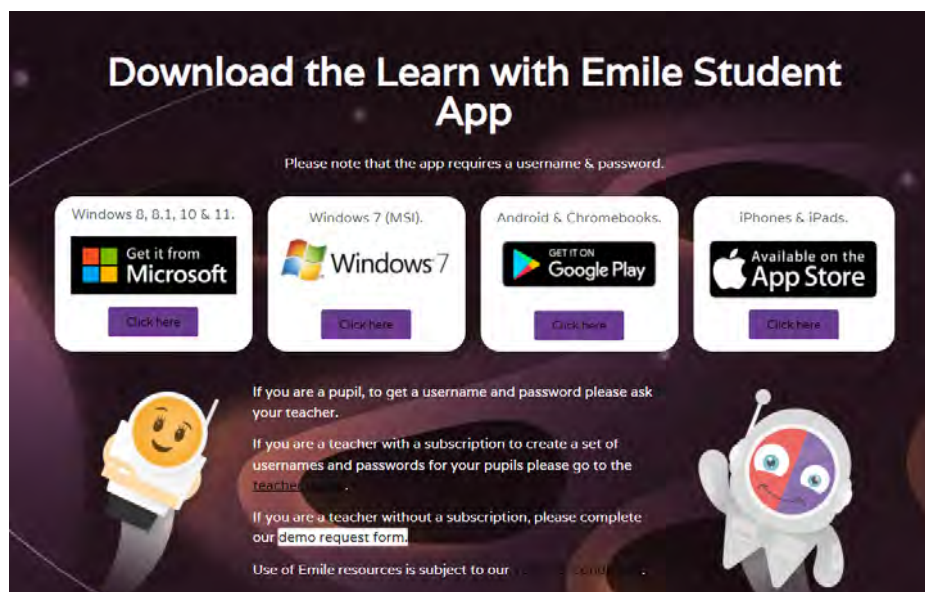 Download the Learn with Emile Student
App
Please note that the app requires a username & password.
Windows 8, 8.1, 10 & 11.
Get it from
Microsoft
Click here
Windows 7 (MSI).
Windows 7
Click here
Android & Chromebooks.
GET IT ON
Google Play
Click here
iPhones & iPads.
Available on the
App Store
Click here
If you are a pupil, to get a username and password please ask
your teacher.
If you are a teacher with a subscription to create a set of
usernames and passwords for your pupils please go to the
teacher .
If you are a teacher without a subscription, please complete
our demo request form.
Use of Emile resources is subject to our .